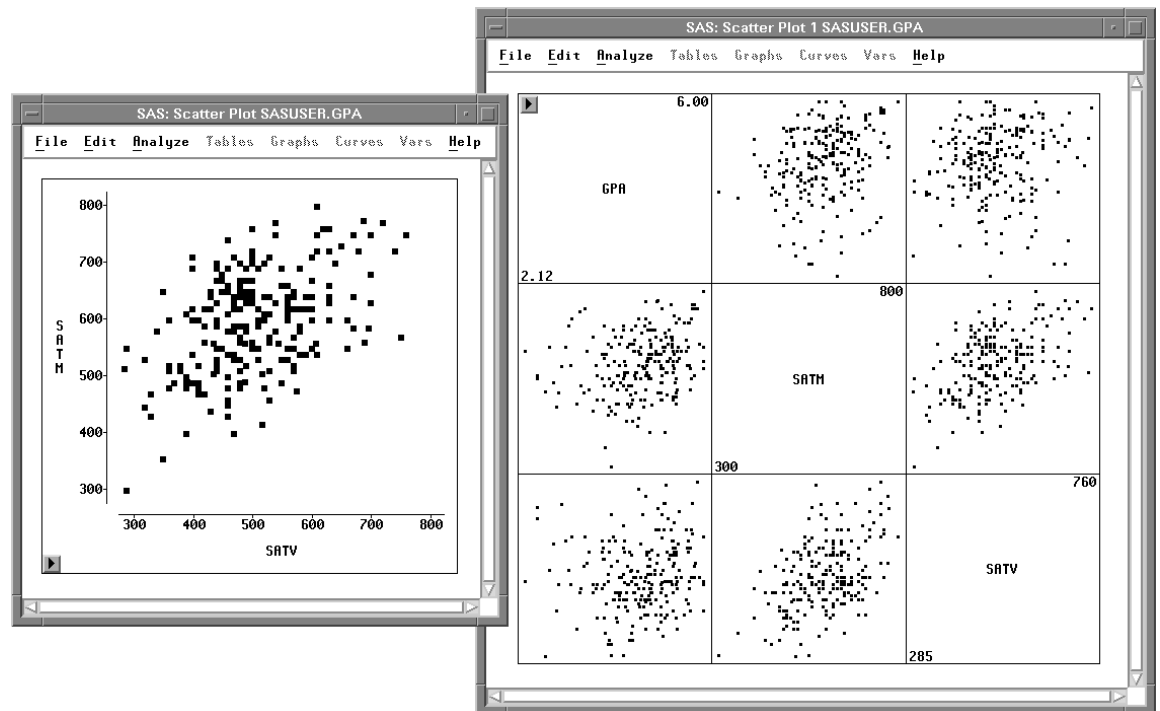 SAS: Scatter Plot SASUSER.GPA
File Edit Analyze Tables Graphs Curves Vars Help
800
700
600
500
400
300
SATM
300 400 500 600 700 800
SATV
SAS: Scatter Plot 1 SASUSER.GPA
File Edit Analyze Tables Graphs Curves Vars Help
6.00
GPA
2.12
800
SATM
300
760
SATV
285